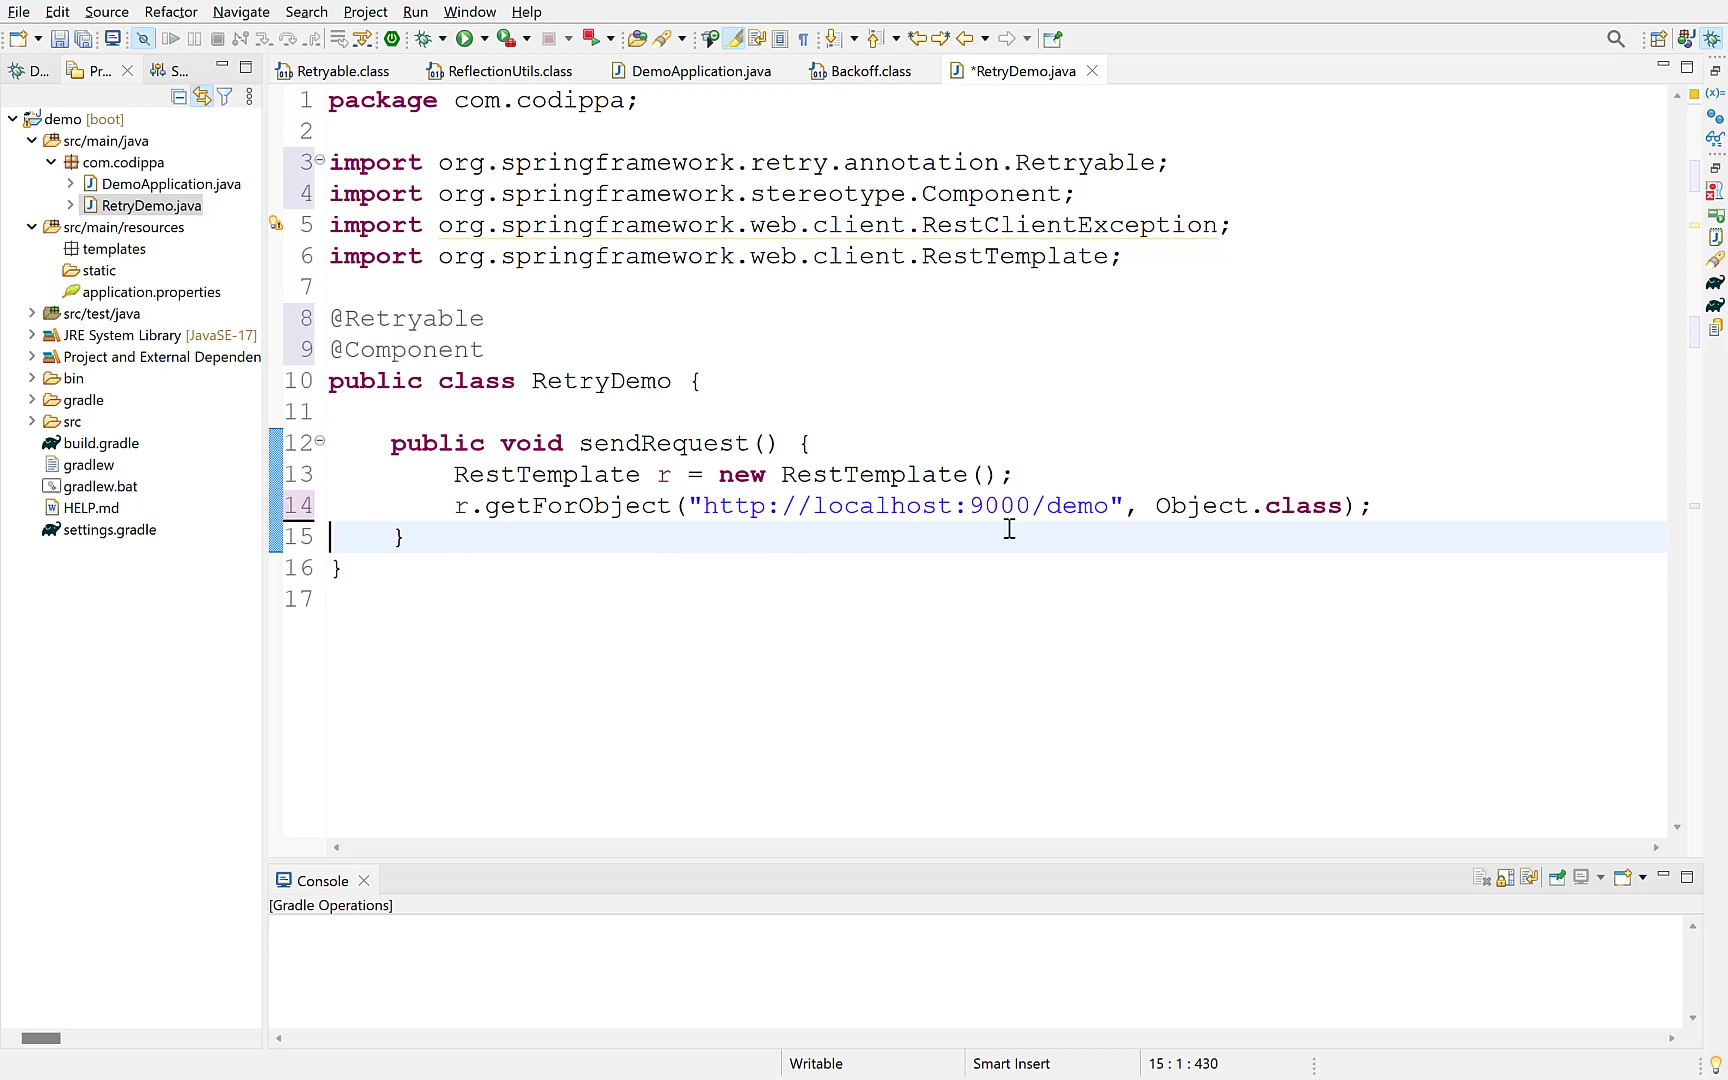 File Edit Source Refactor Navigate Search Project Run Window Help
D... Pr... S...
Retryable.class ReflectionUtils.class DemoApplication.java Backoff.class *RetryDemo.java
demo [boot]
src/main/java
com.codippa
DemoApplication.java
RetryDemo.java
src/main/resources
templates
static
application.properties
src/test/java
JRE System Library [JavaSE-17]
Project and External Dependen
bin
gradle
src
build.gradle
gradlew
gradlew.bat
HELP.md
settings.gradle
1 package com.codippa;
2
3 import org.springframework.retry.annotation.Retryable;
4 import org.springframework.stereotype.Component;
5 import org.springframework.web.client.RestClientException;
6 import org.springframework.web.client.RestTemplate;
7
8 @Retryable
9 @Component
10 public class RetryDemo {
11
12 public void sendRequest() {
13 RestTemplate r = new RestTemplate();
14 r.getForObject("http://localhost:9000/demo", Object.class);
15 }
16 }
17
Console
[Gradle Operations]
Writable Smart Insert 15 : 1 : 430